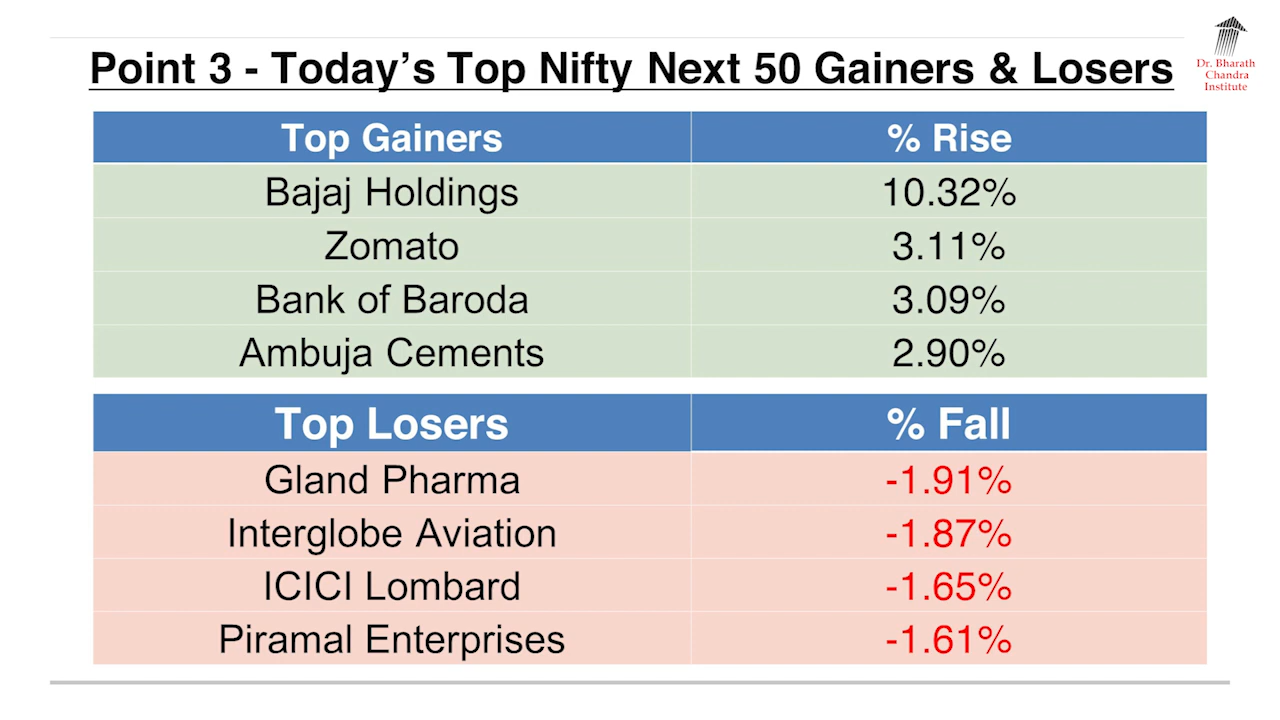 Point 3 - Today’s Top Nifty Next 50 Gainers & Losers
Dr. Bharath
Chandra
Institute
Top Gainers % Rise
Bajaj Holdings 10.32%
Zomato 3.11%
Bank of Baroda 3.09%
Ambuja Cements 2.90%
Top Losers % Fall
Gland Pharma -1.91%
Interglobe Aviation -1.87%
ICICI Lombard -1.65%
Piramal Enterprises -1.61%